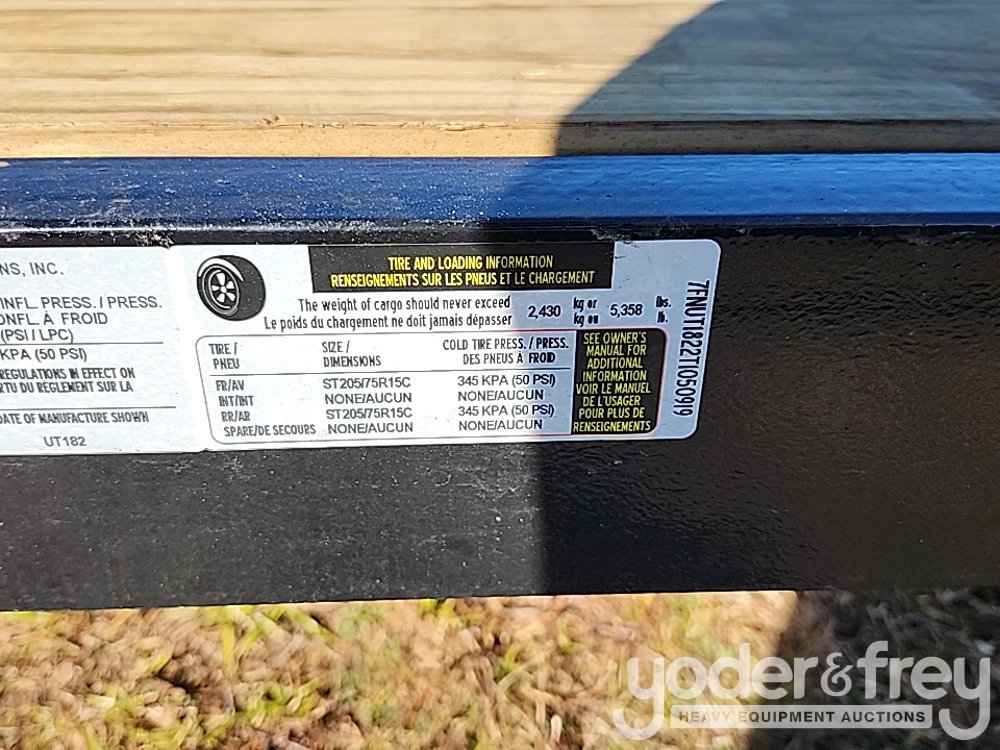 NS, INC.
INFL. PRESS. / PRESS.
ONFL. À FROID
(PSI / LPC)
KPA (50 PSI)
REGULATIONS IN EFFECT ON
RTU DU RÈGLEMENT SUR LA
DATE OF MANUFACTURE SHOWN
UT182
TIRE AND LOADING INFORMATION
RENSEIGNEMENTS SUR LES PNEUS ET LE CHARGEMENT
The weight of cargo should never exceed 2,430 kg or 5,358 lbs.
Le poids du chargement ne doit jamais dépasser kg ou lb.
TIRE / SIZE / COLD TIRE PRESS. / PRESS.
PNEU DIMENSIONS DES PNEUS À FROID
FR/AV ST205/75R15C 345 KPA (50 PSI)
INT/INT NONE/AUCUN NONE/AUCUN
RR/AR ST205/75R15C 345 KPA (50 PSI)
SPARE/DE SECOURS NONE/AUCUN NONE/AUCUN
SEE OWNER'S
MANUAL FOR
ADDITIONAL
INFORMATION
VOIR LE MANUEL
DE L'USAGER
POUR PLUS DE
RENSEIGNEMENTS
yoder&frey
HEAVY EQUIPMENT AUCTIONS